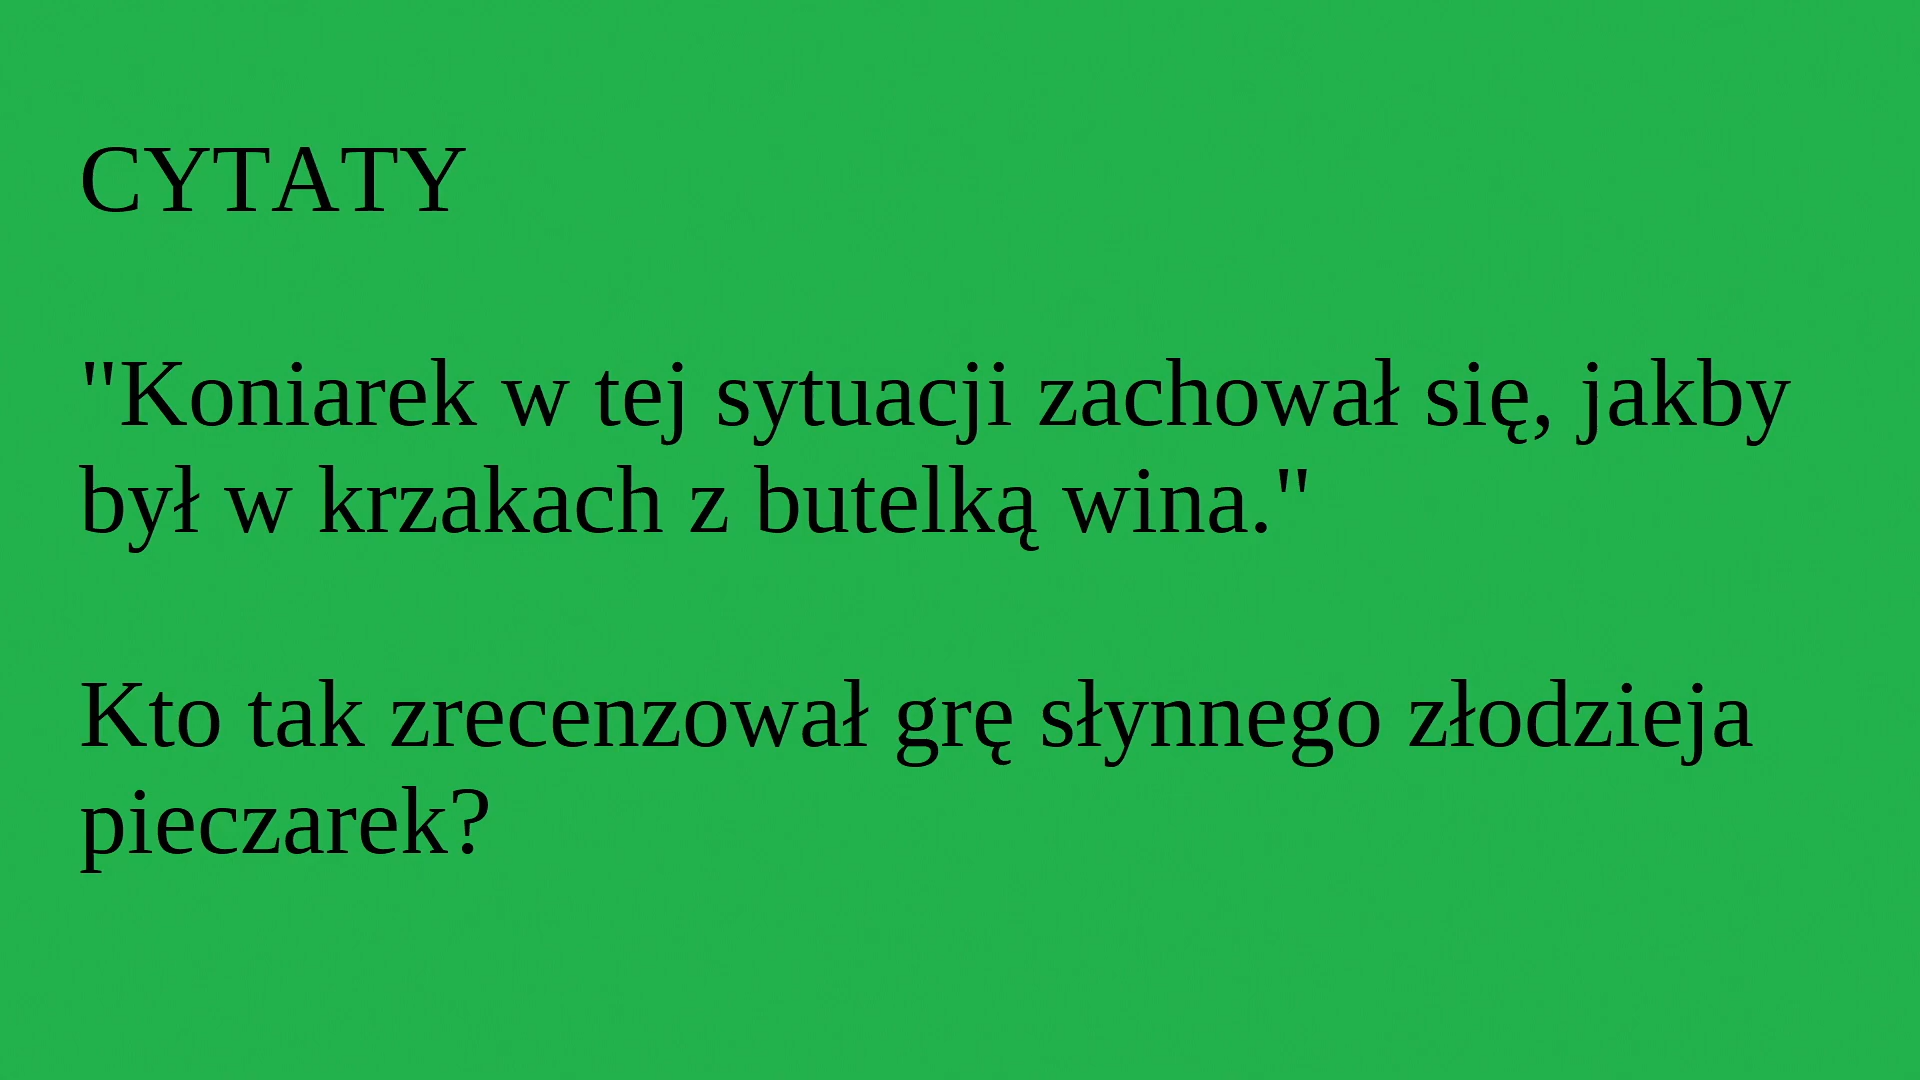 CYTATY
"Koniarek w tej sytuacji zachował się, jakby
był w krzakach z butelką wina."
Kto tak zrecenzował grę słynnego złodzieja
pieczarek?